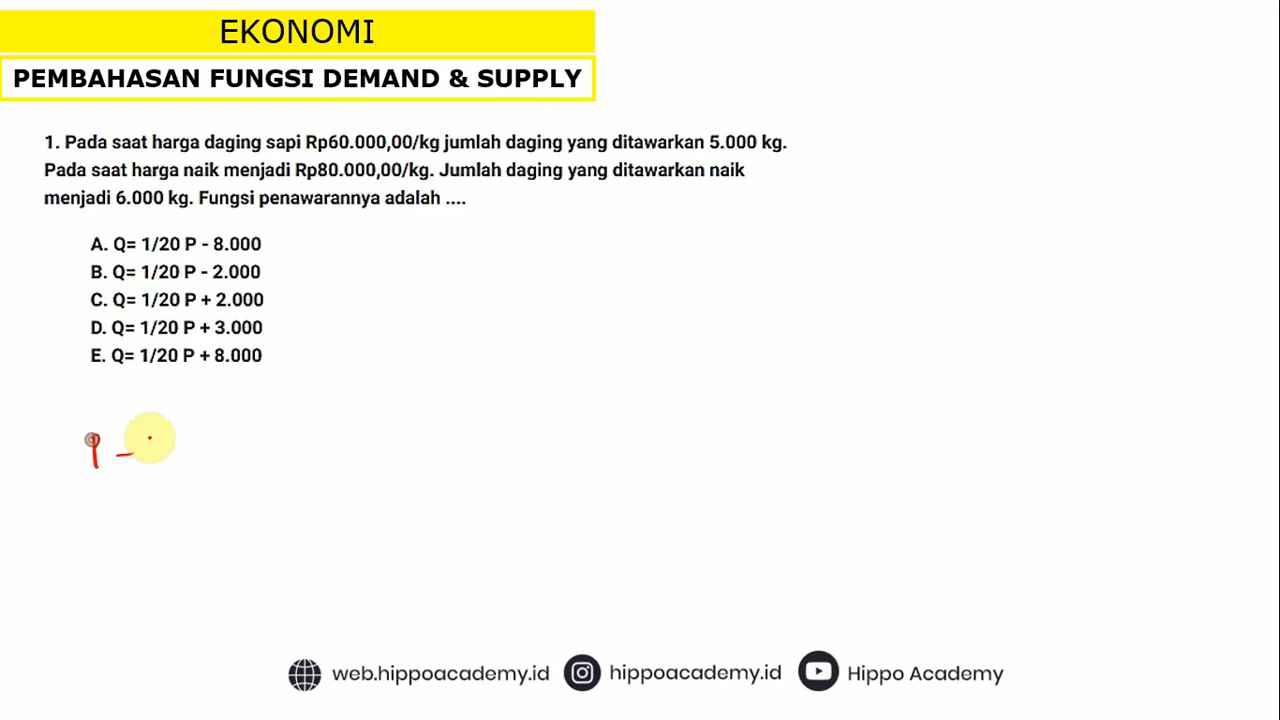 EKONOMI
PEMBAHASAN FUNGSI DEMAND & SUPPLY
1. Pada saat harga daging sapi Rp60.000,00/kg jumlah daging yang ditawarkan 5.000 kg.
Pada saat harga naik menjadi Rp80.000,00/kg. Jumlah daging yang ditawarkan naik
menjadi 6.000 kg. Fungsi penawarannya adalah ....
A. Q= 1/20 P - 8.000
B. Q= 1/20 P - 2.000
C. Q= 1/20 P + 2.000
D. Q= 1/20 P + 3.000
E. Q= 1/20 P + 8.000
P -
web.hippoacademy.id hippoacademy.id Hippo Academy